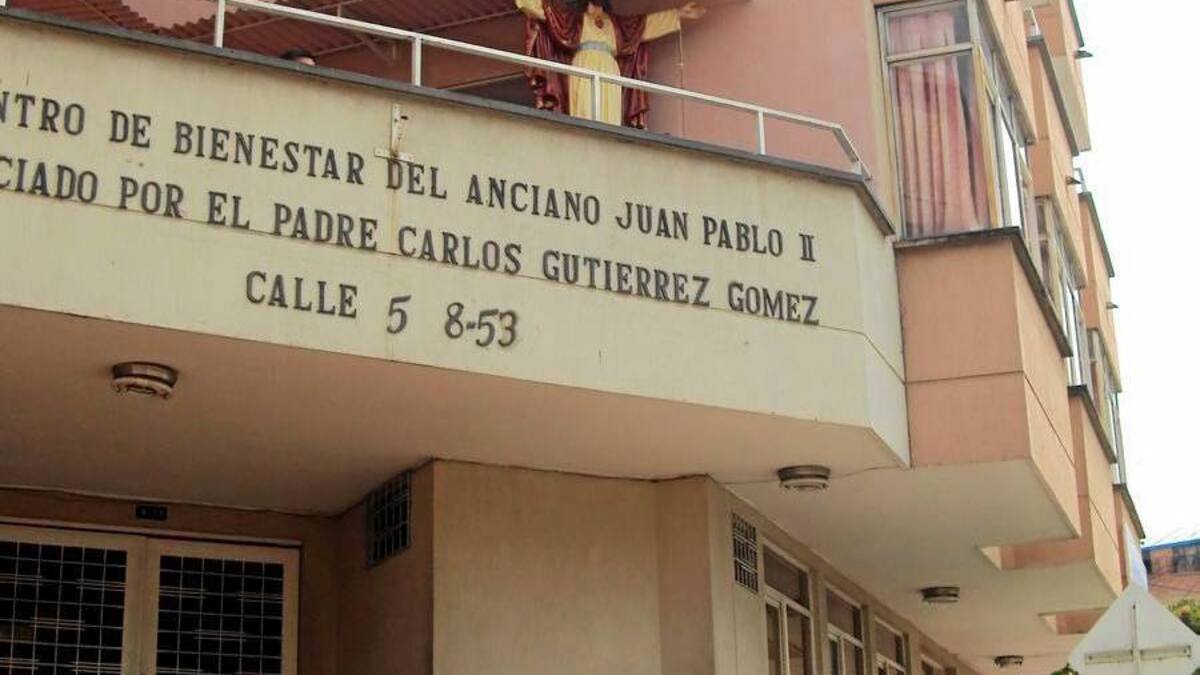 NTRO DE BIENESTAR DEL ANCIANO JUAN PABLO II
CIADO POR EL PADRE CARLOS GUTIERREZ GOMEZ
CALLE 5 8-53